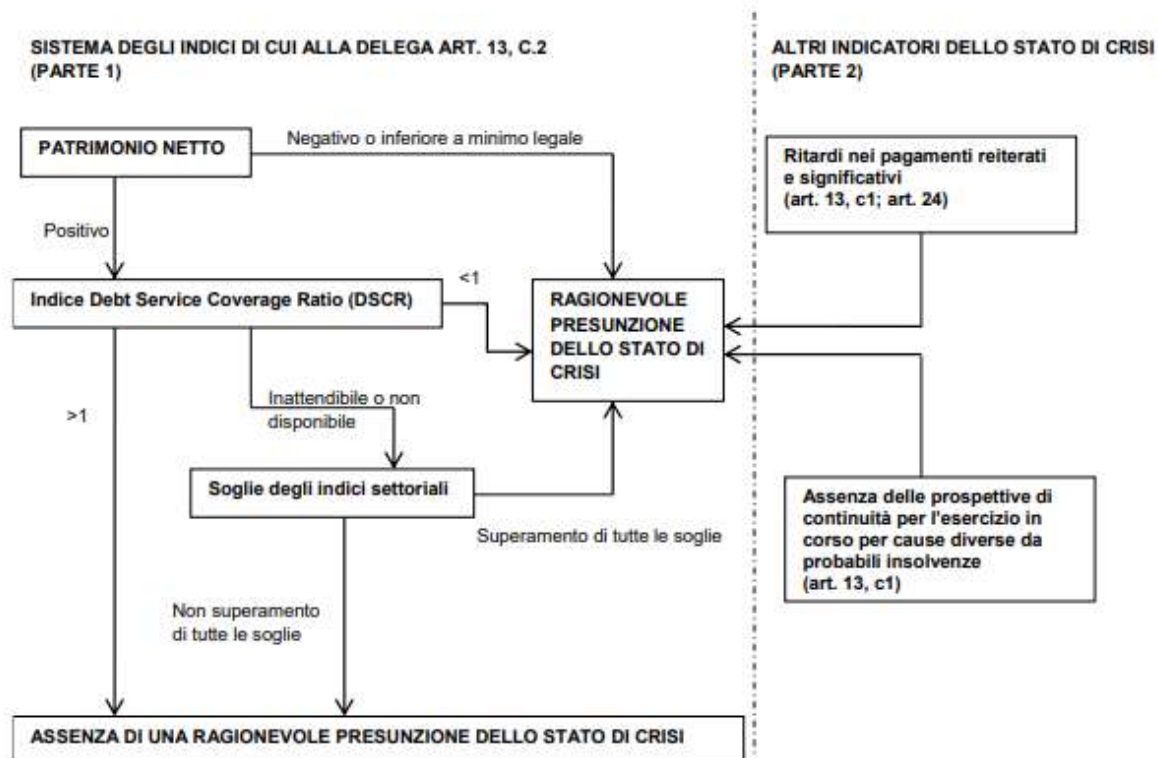 SISTEMA DEGLI INDICI DI CUI ALLA DELEGA ART. 13, C.2
(PARTE 1)
ALTRI INDICATORI DELLO STATO DI CRISI
(PARTE 2)
PATRIMONIO NETTO
Negativo o inferiore a minimo legale
Ritardi nei pagamenti reiterati
e significativi
(art. 13, c1; art. 24)
Positivo
Indice Debt Service Coverage Ratio (DSCR)
<1
RAGIONEVOLE
PRESUNZIONE
DELLO STATO DI
CRISI
>1
Inattendibile o non
disponibile
Soglie degli indici settoriali
Superamento di tutte le soglie
Assenza delle prospettive di
continuità per l'esercizio in
corso per cause diverse da
probabili insolvenze
(art. 13, c1)
Non superamento
di tutte le soglie
ASSENZA DI UNA RAGIONEVOLE PRESUNZIONE DELLO STATO DI CRISI